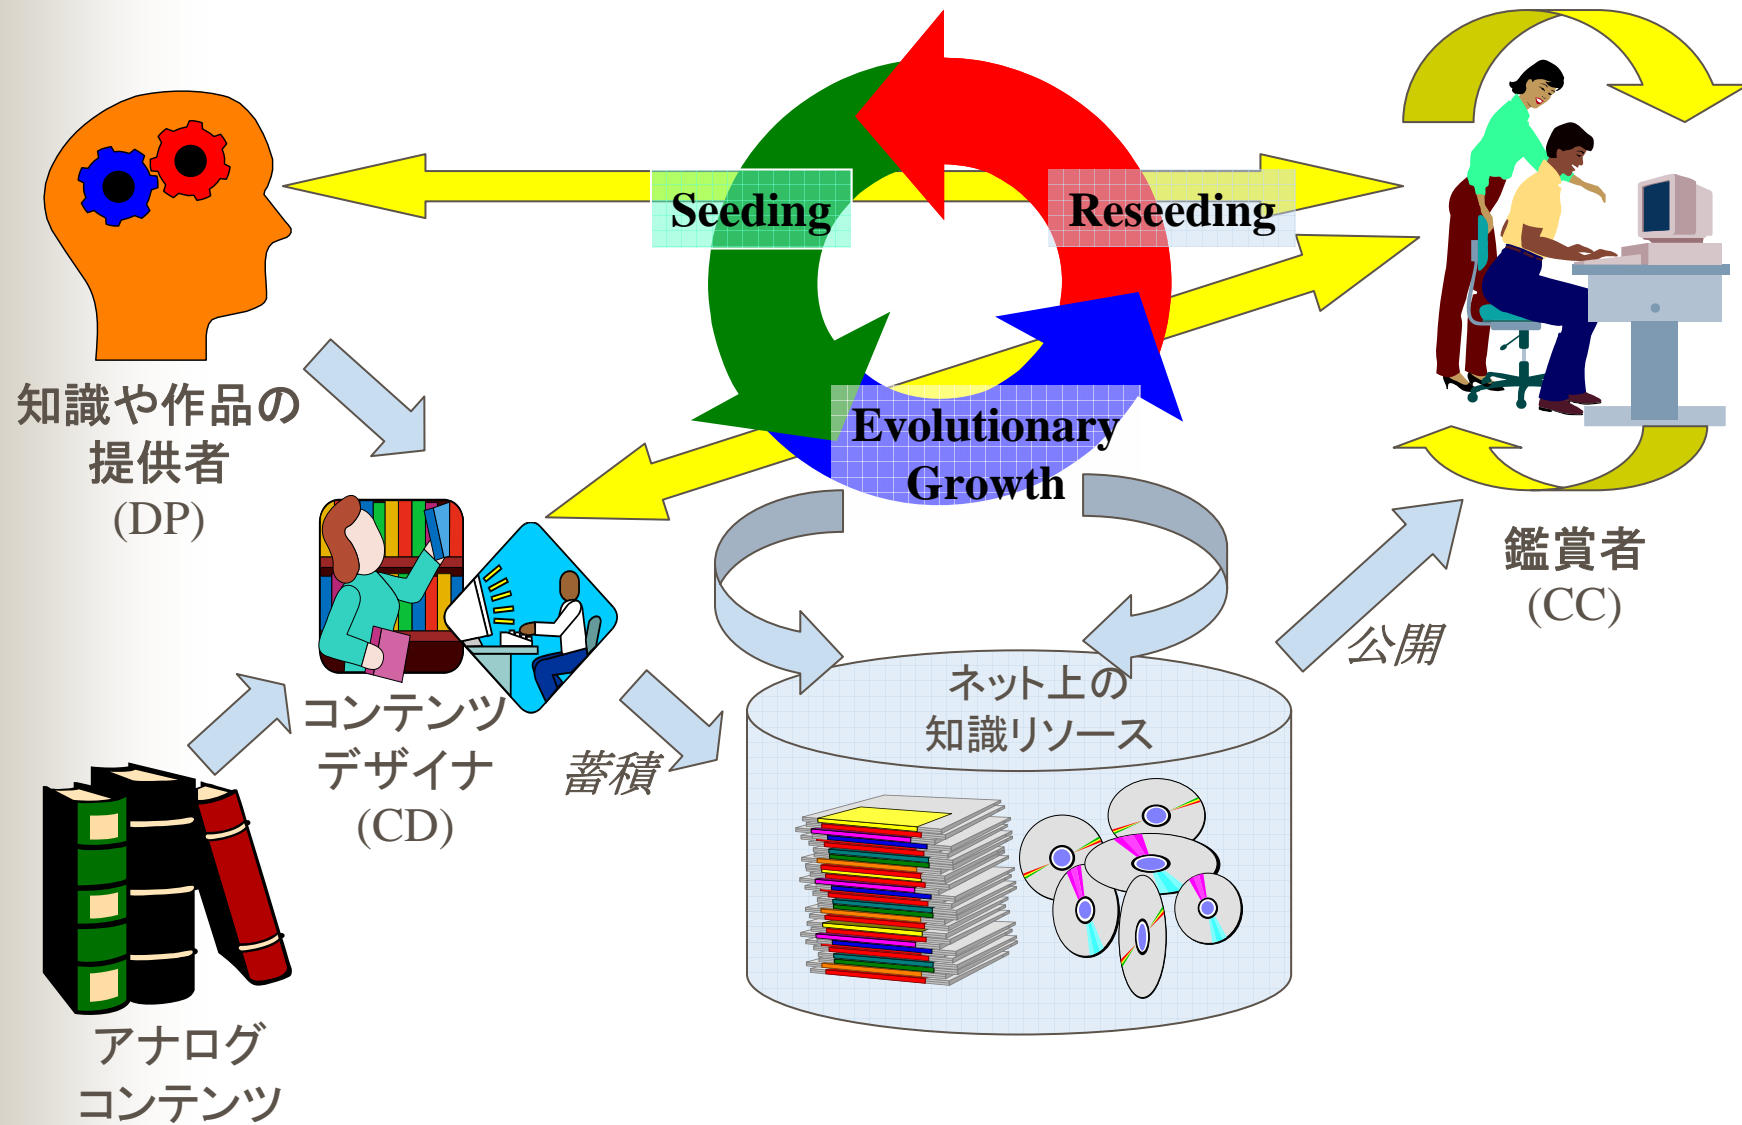 Seeding
Reseeding
Evolutionary
Growth
知識や作品の
提供者
(DP)
コンテンツ
デザイナ
(CD)
蓄積
アナログ
コンテンツ
ネット上の
知識リソース
公開
鑑賞者
(CC)